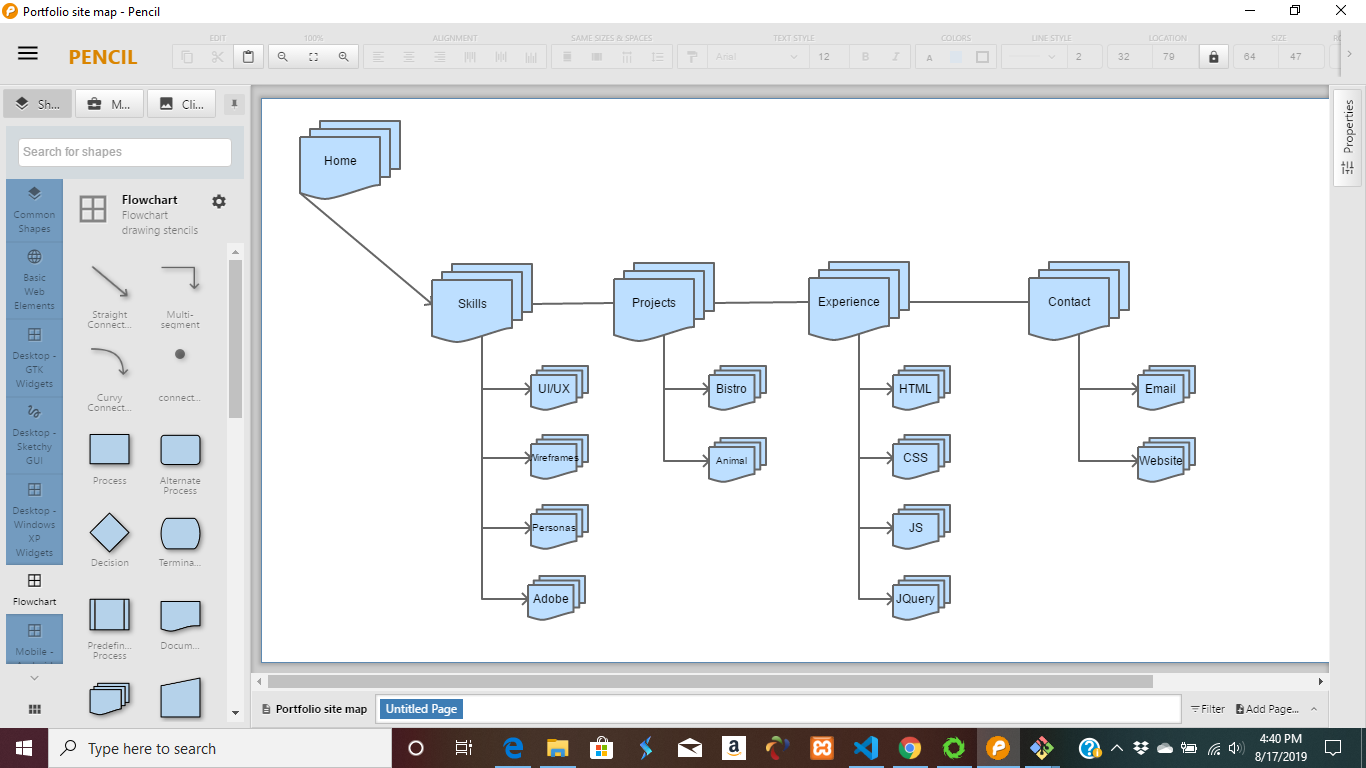 Portfolio site map - Pencil
EDIT
100%
ALIGNMENT
SAME SIZES & SPACES
TEXT STYLE
COLORS
LINE STYLE
LOCATION
SIZE
PENCIL
Arial
12
B
I
A
2
32
79
64
47
Sh...
M...
Cli...
Search for shapes
Common
Shapes
Basic
Web
Elements
Desktop -
GTK
Widgets
Desktop -
Sketchy
GUI
Desktop -
Windows
XP
Widgets
Flowchart
Mobile -
Flowchart
Flowchart
drawing stencils
Straight
Connect...
Multi-
segment
Curvy
Connect...
connect...
Process
Alternate
Process
Decision
Termina...
Predefin...
Process
Docum...
Home
Skills
Projects
Experience
Contact
UI/UX
Bistro
HTML
Email
Wireframes
Animal
CSS
Website
Personas
JS
Adobe
JQuery
Properties
Portfolio site map
Untitled Page
Filter
Add Page...
Type here to search
4:40 PM
8/17/2019